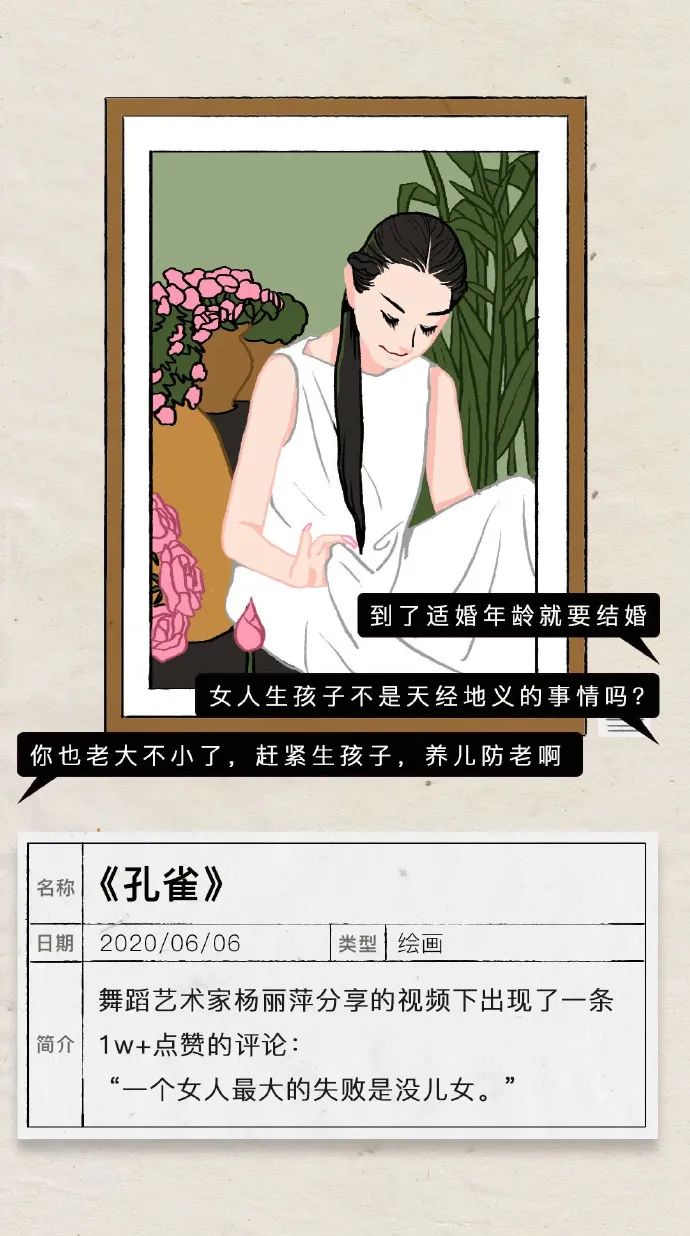 到了适婚年龄就要结婚
女人生孩子不是天经地义的事情吗？
你也老大不小了，赶紧生孩子，养儿防老啊
名称 《孔雀》
日期 2020/06/06 类型 绘画
简介 舞蹈艺术家杨丽萍分享的视频下出现了一条
1w+点赞的评论：
“一个女人最大的失败是没儿女。”